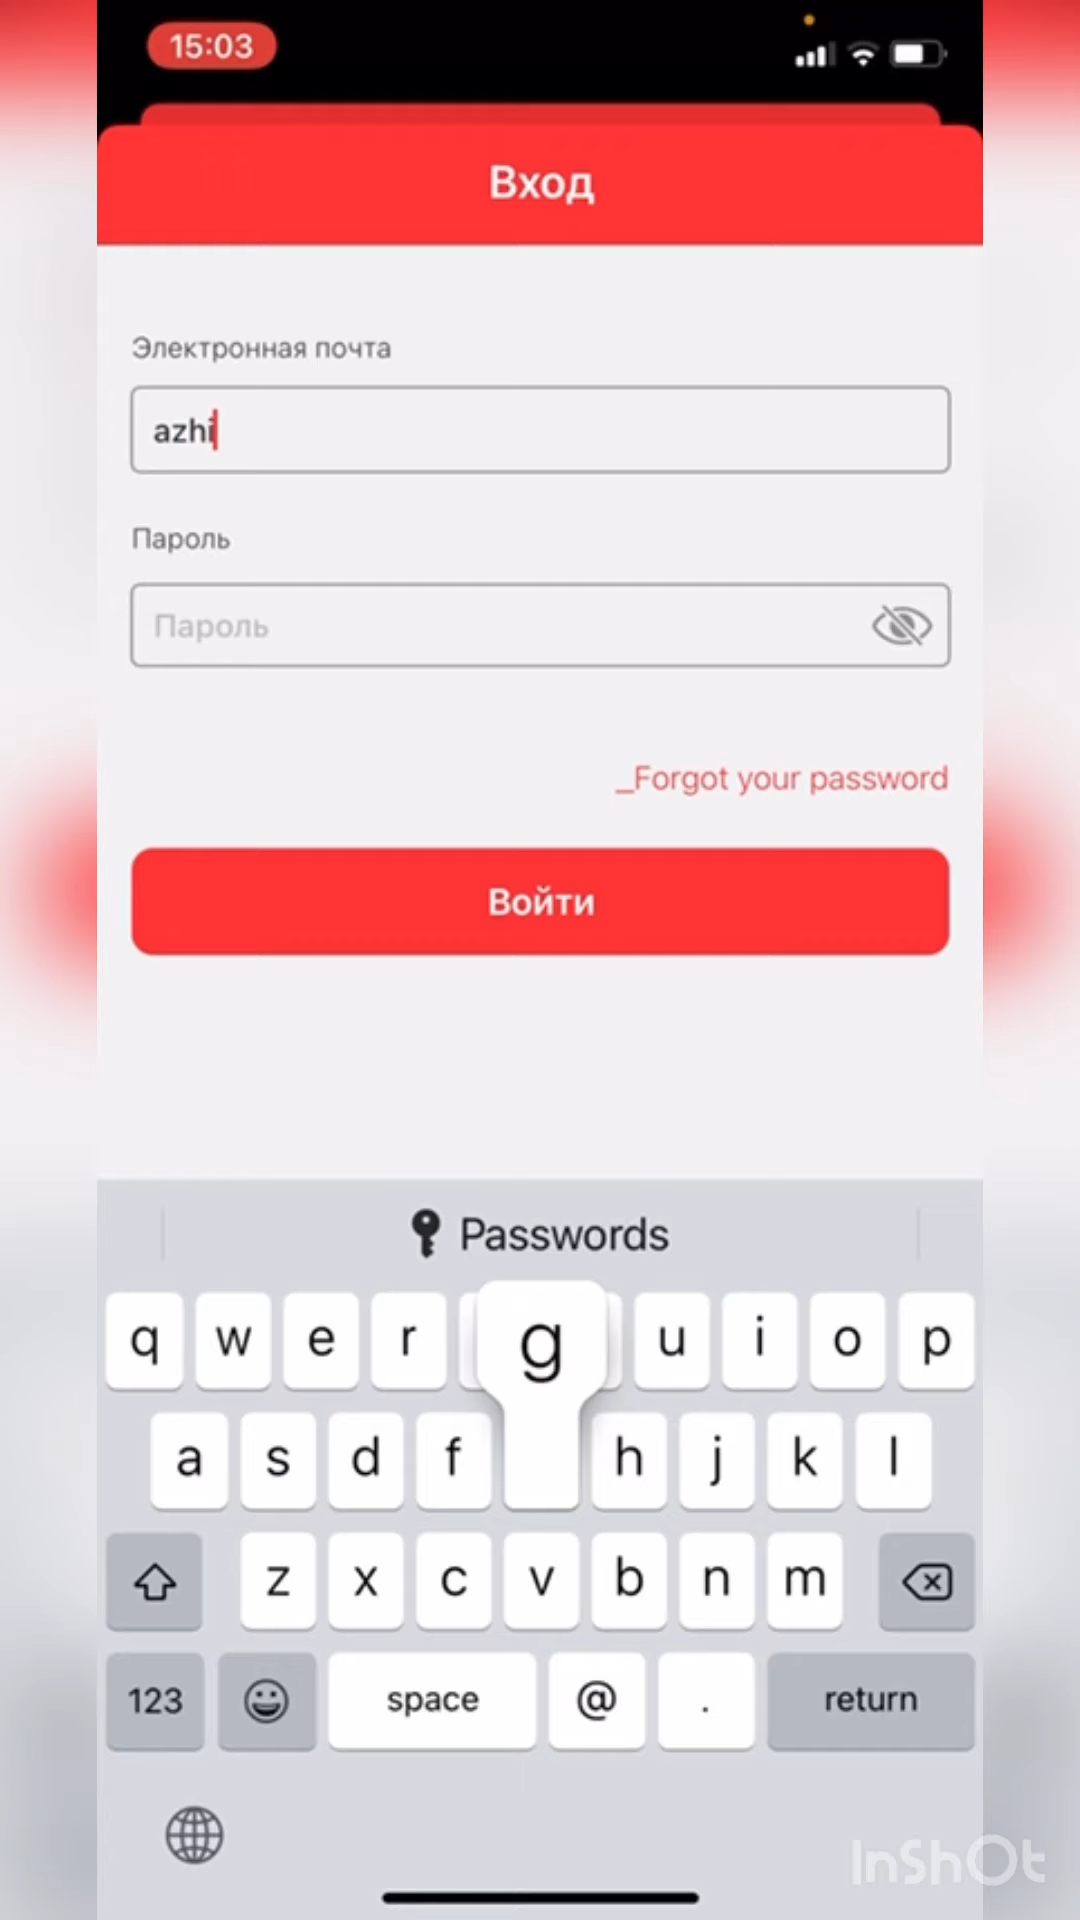 15:03
Вход
Электронная почта
azhi
Пароль
Пароль
_Forgot your password
Войти
Passwords
q w e r g u i o p
a s d f h j k l
z x c v b n m
123 space @ . return
InShOt